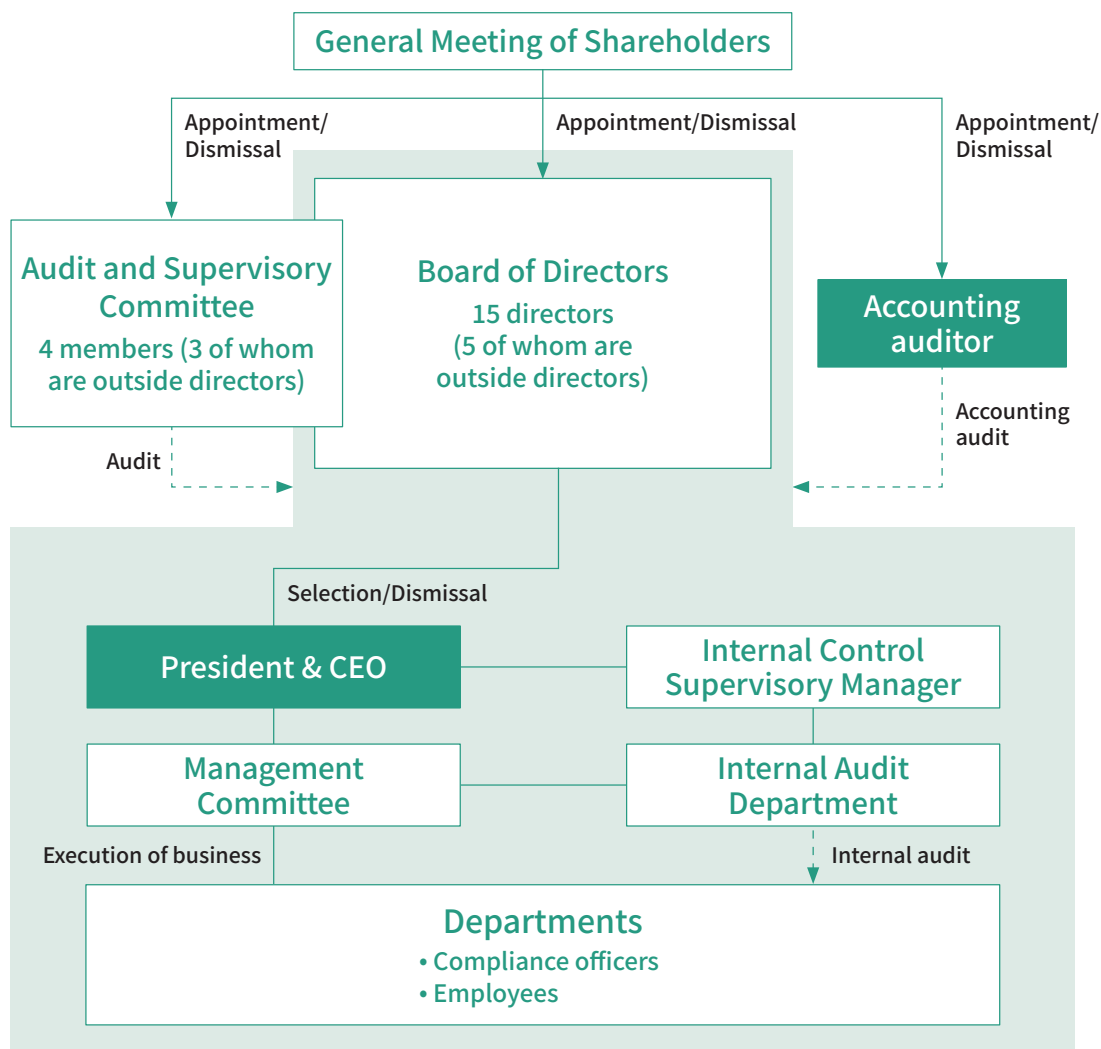 General Meeting of Shareholders
Appointment/
Dismissal
Appointment/Dismissal
Appointment/
Dismissal
Audit and Supervisory
Committee
4 members (3 of whom
are outside directors)
Board of Directors
15 directors
(5 of whom are
outside directors)
Accounting
auditor
Audit
Accounting
audit
Selection/Dismissal
President & CEO
Internal Control
Supervisory Manager
Management
Committee
Internal Audit
Department
Execution of business
Internal audit
Departments
• Compliance officers
• Employees